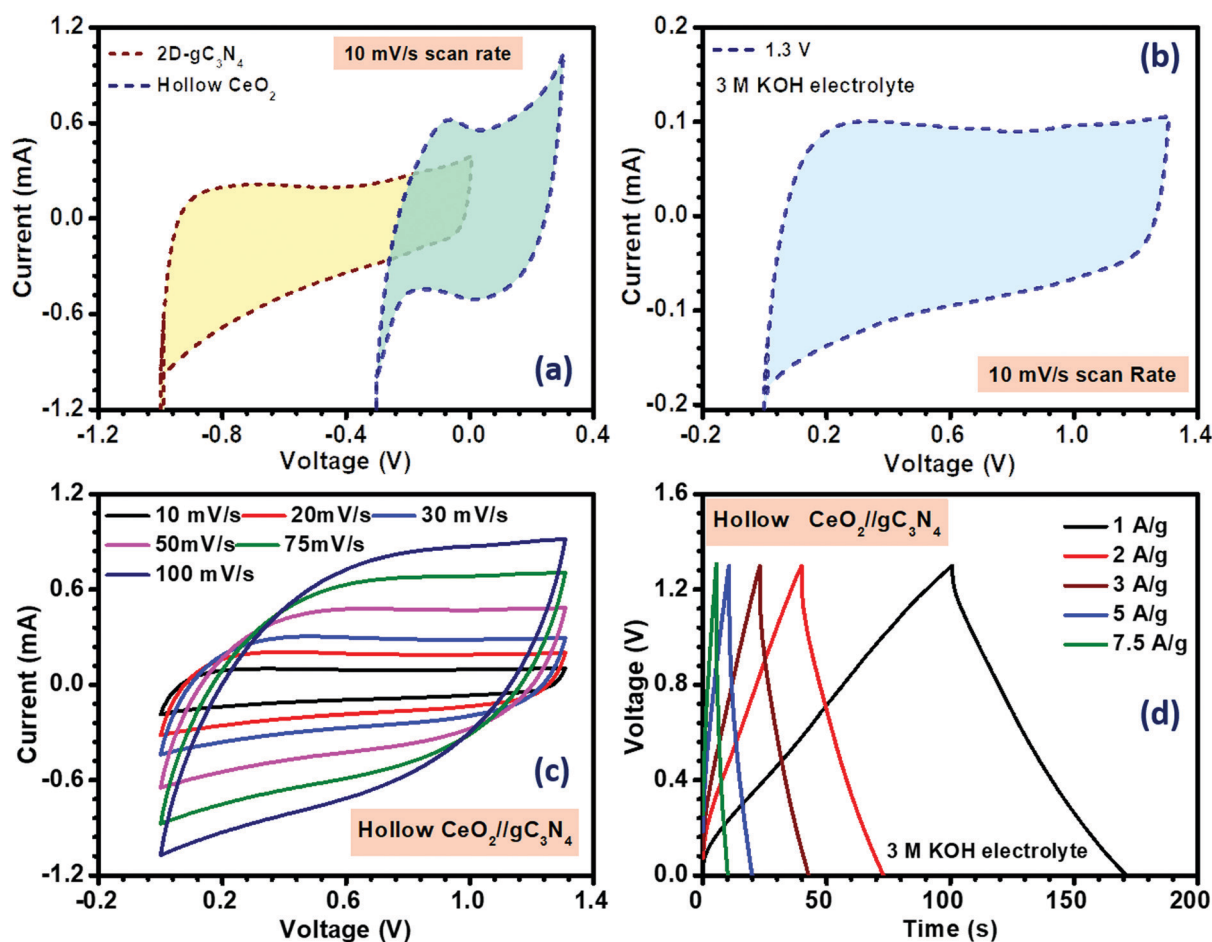 2D-gC₃N₄
Hollow CeO₂
10 mV/s scan rate
(a)
1.2
0.6
0.0
-0.6
-1.2
Current (mA)
-1.2 -0.8 -0.4 0.0 0.4
Voltage (V)
1.3 V
3 M KOH electrolyte
(b)
10 mV/s scan Rate
0.2
0.1
0.0
-0.1
-0.2
Current (mA)
-0.2 0.2 0.6 1.0 1.4
Voltage (V)
10 mV/s 20mV/s 30 mV/s
50mV/s 75mV/s
100 mV/s
(c)
Hollow CeO₂//gC₃N₄
1.2
0.6
0.0
-0.6
-1.2
Current (mA)
-0.2 0.2 0.6 1.0 1.4
Voltage (V)
Hollow CeO₂//gC₃N₄
1 A/g
2 A/g
3 A/g
5 A/g
7.5 A/g
(d)
3 M KOH electrolyte
1.6
1.2
0.8
0.4
0.0
Voltage (V)
0 50 100 150 200
Time (s)